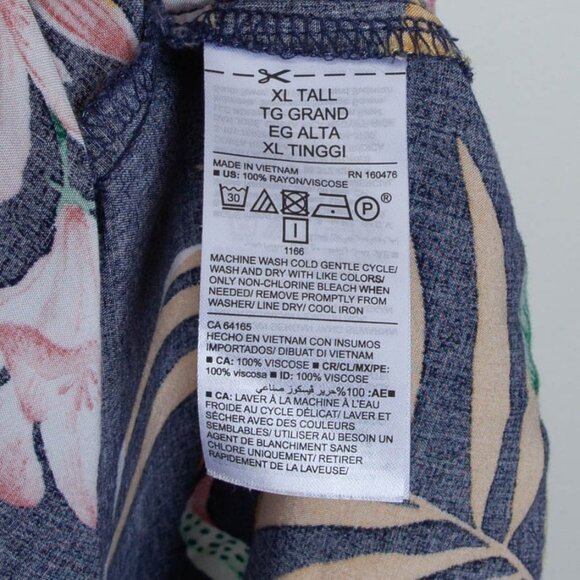 XL TALL
TG GRAND
EG ALTA
XL TINGGI
MADE IN VIETNAM RN 160476
■ US: 100% RAYON/VISCOSE
30 P ®
1166
MACHINE WASH COLD GENTLE CYCLE/
WASH AND DRY WITH LIKE COLORS/
ONLY NON-CHLORINE BLEACH WHEN
NEEDED/ REMOVE PROMPTLY FROM
WASHER/ LINE DRY/ COOL IRON
CA 64165
HECHO EN VIETNAM CON INSUMOS
IMPORTADOS/ DIBUAT DI VIETNAM
■ CA: 100% VISCOSE ■ CR/CL/MX/PE:
100% viscosa ■ ID: 100% VISCOSE
■ AE: 100% حرير فيسكوز صناعي
■ CA: LAVER À LA MACHINE À L'EAU
FROIDE AU CYCLE DÉLICAT/ LAVER ET
SÉCHER AVEC DES COULEURS
SEMBLABLES/ UTILISER AU BESOIN UN
AGENT DE BLANCHIMENT SANS
CHLORE UNIQUEMENT/ RETIRER
RAPIDEMENT DE LA LAVEUSE/